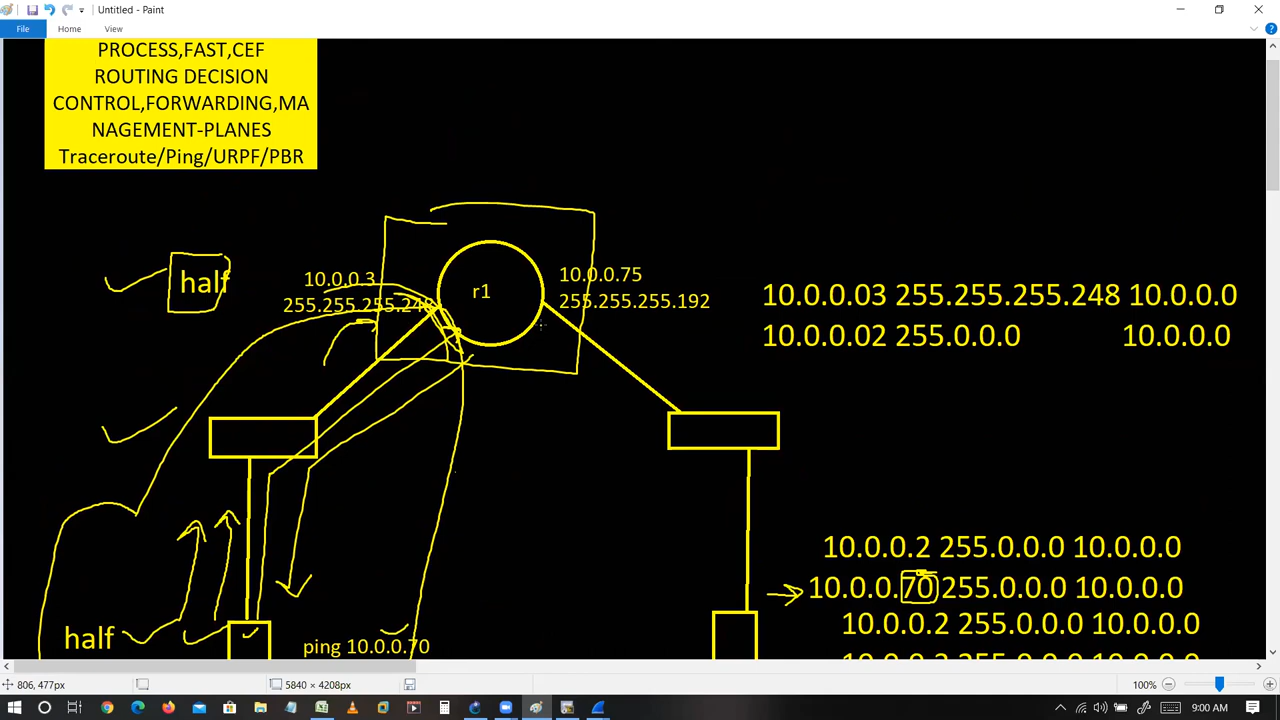 Untitled - Paint
File Home View
PROCESS,FAST,CEF
ROUTING DECISION
CONTROL,FORWARDING,MA
NAGEMENT-PLANES
Traceroute/Ping/URPF/PBR
half
10.0.0.3
255.255.255.248
r1
10.0.0.75
255.255.255.192
10.0.0.03 255.255.255.248 10.0.0.0
10.0.0.02 255.0.0.0 10.0.0.0
10.0.0.2 255.0.0.0 10.0.0.0
10.0.0.70 255.0.0.0 10.0.0.0
10.0.0.2 255.0.0.0 10.0.0.0
half
ping 10.0.0.70
806, 477px
5840 × 4208px
100%
9:00 AM